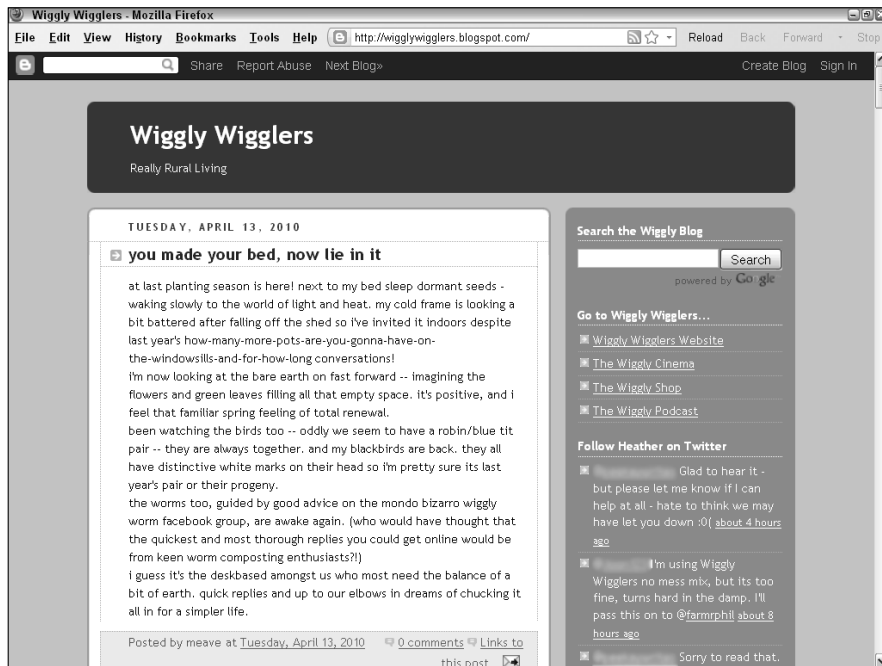 Wiggly Wigglers - Mozilla Firefox
File Edit View History Bookmarks Tools Help http://wigglywigglers.blogspot.com/ Reload Back Forward Stop
Share Report Abuse Next Blog» Create Blog Sign In
Wiggly Wigglers
Really Rural Living
TUESDAY, APRIL 13, 2010
you made your bed, now lie in it
at last planting season is here! next to my bed sleep dormant seeds -
waking slowly to the world of light and heat. my cold frame is looking a
bit battered after falling off the shed so i've invited it indoors despite
last year's how-many-more-pots-are-you-gonna-have-on-
the-windowsills-and-for-how-long conversations!
i'm now looking at the bare earth on fast forward -- imagining the
flowers and green leaves filling all that empty space. it's positive, and i
feel that familiar spring feeling of total renewal.
been watching the birds too -- oddly we seem to have a robin/blue tit
pair -- they are always together. and my blackbirds are back. they all
have distinctive white marks on their head so i'm pretty sure its last
year's pair or their progeny.
the worms too, guided by good advice on the mondo bizarro wiggly
worm facebook group, are awake again. (who would have thought that
the quickest and most thorough replies you could get online would be
from keen worm composting enthusiasts?!)
i guess it's the deskbased amongst us who most need the balance of a
bit of earth. quick replies and up to our elbows in dreams of chucking it
all in for a simpler life.
Posted by meave at Tuesday, April 13, 2010 0 comments Links to
this post
Search the Wiggly Blog
Search
powered by Google
Go to Wiggly Wigglers...
Wiggly Wigglers Website
The Wiggly Cinema
The Wiggly Shop
The Wiggly Podcast
Follow Heather on Twitter
Glad to hear it -
but please let me know if I can
help at all - hate to think we may
have let you down :0( about 4 hours
ago
I'm using Wiggly
Wigglers no mess mix, but its too
fine, turns hard in the damp. I'll
pass this on to @farmrphil about 8
hours ago
Sorry to read that.